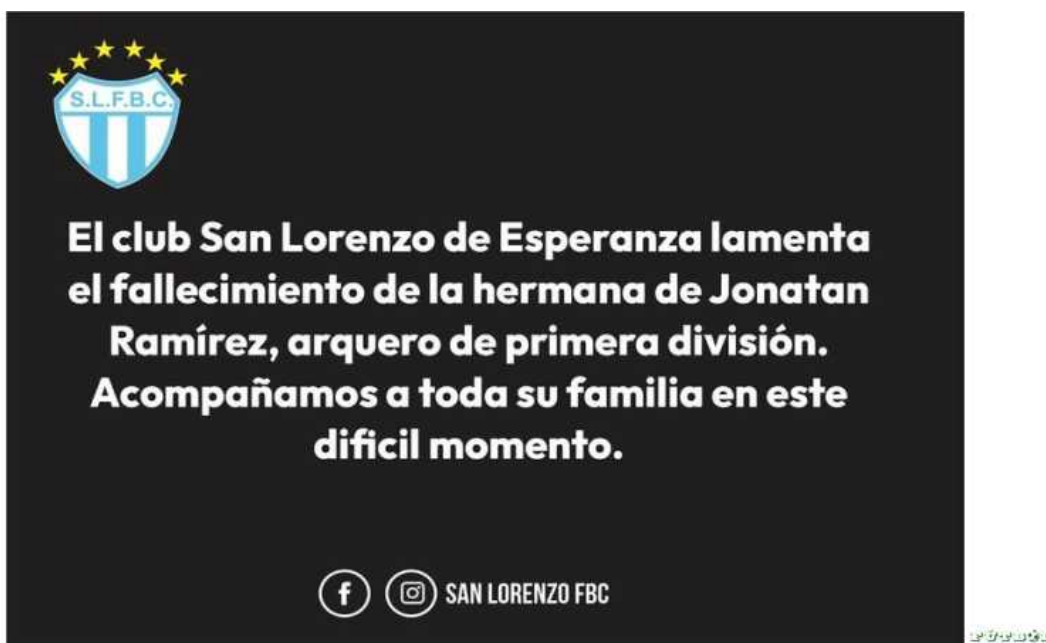 S.L.F.B.C.
El club San Lorenzo de Esperanza lamenta
el fallecimiento de la hermana de Jonatan
Ramírez, arquero de primera división.
Acompañamos a toda su familia en este
dificil momento.
SAN LORENZO FBC